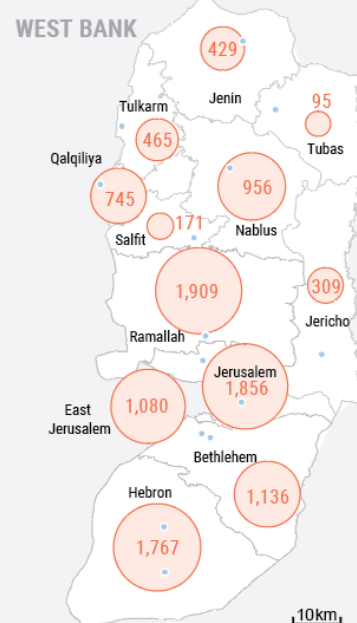 WEST BANK
429
Jenin
95
Tubas
Tulkarm
465
Qalqiliya
745
956
Nablus
171
Salfit
1,909
Ramallah
309
Jericho
Jerusalem
1,856
1,080
East
Jerusalem
Bethlehem
1,136
Hebron
1,767
10km